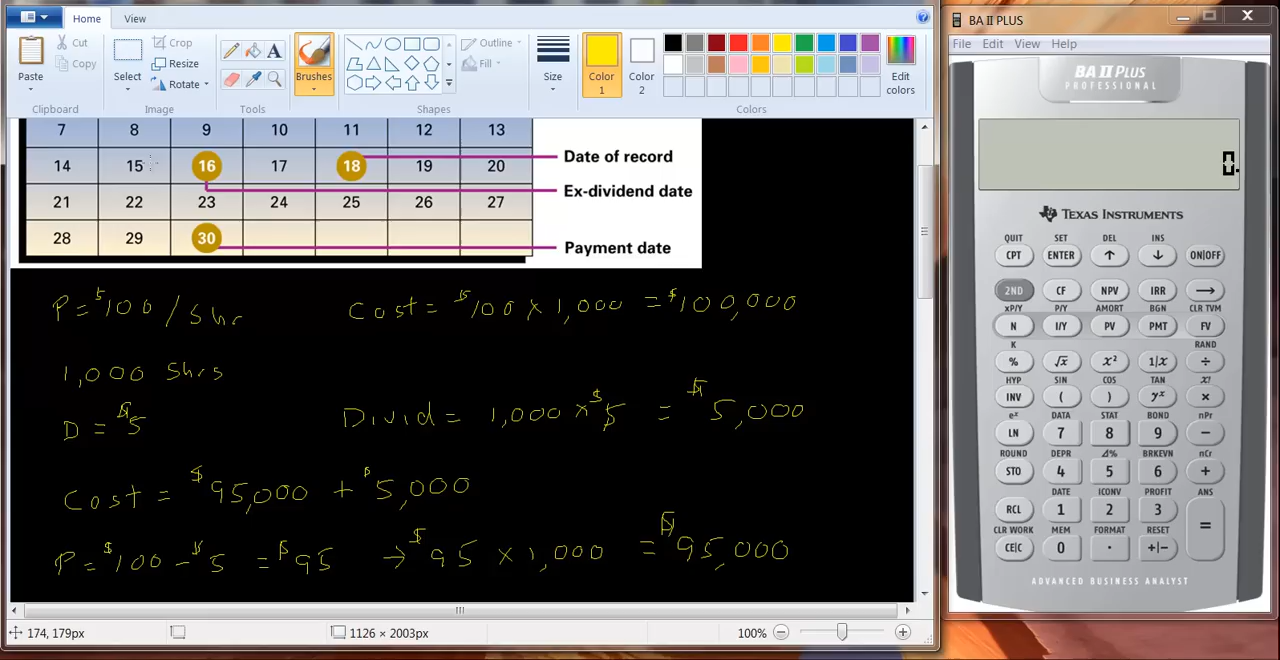 Home View
BA II PLUS
File Edit View Help
Paste
Cut
Copy
Clipboard
Select
Crop
Resize
Rotate
Image
A
Tools
Brushes
Outline
Fill
Shapes
Size
Color 1
Color 2
Edit colors
Colors
7 8 9 10 11 12 13
14 15 16 17 18 19 20
21 22 23 24 25 26 27
28 29 30
Date of record
Ex-dividend date
Payment date
P = $100 / Shr Cost = $100 x 1,000 = $100,000
1,000 Shrs
D = $5 Divid = 1,000 x $5 = $5,000
Cost = $95,000 + $5,000
P = $100 - $5 = $95 → $95 x 1,000 = $95,000
174, 179px 1126 × 2003px 100%
BA II Plus
PROFESSIONAL
0.
TEXAS INSTRUMENTS
QUIT SET DEL INS
CPT ENTER ↑ ↓ ON|OFF
2ND CF NPV IRR →
xP/Y P/Y AMORT BGN CLR TVM
N I/Y PV PMT FV
K RAND
% √x x² 1/x ÷
HYP SIN COS TAN x!
INV ( ) yˣ ×
eˣ DATA STAT BOND nPr
LN 7 8 9 −
ROUND DEPR Δ% BRKEVN nCr
STO 4 5 6 +
DATE ICONV PROFIT ANS
RCL 1 2 3 =
CLR WORK MEM FORMAT RESET
CE|C 0 . +|−
ADVANCED BUSINESS ANALYST